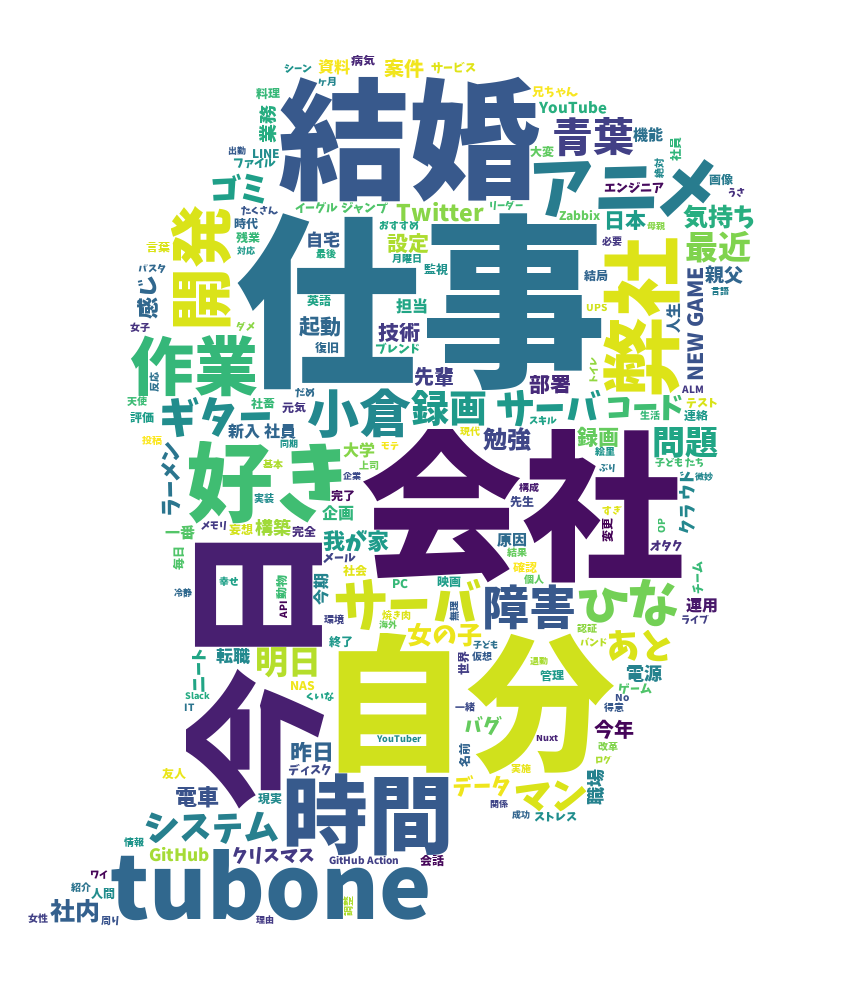 病気
シーン
資料
案件
サービス
ヶ月
料理
結婚
兄ちゃん
YouTube
業務
青葉
機能
出勤
LINE
大変
社員
ファイル
絶対
アニメ
エンジニア
画像
ゴミ
うさ
たくさん
イーグル ジャンプ
Twitter
リーダー
Zabbix
日本
気持ち
時代
おすすめ
母親
開発
残業
自宅
設定
仕事
必要
最近
言葉
対応
最後
月曜日
弊社
パスタ
監視
結局
親父
感じ
英語
担当
UPS
人生
NEW GAME
言語
女子
ダメ
起動
技術
復旧
ブレンド
作業
先輩
部署
トイレ
反応
ALM
天使
社畜
だめ
小倉
録画
サーバ
コード
テスト
評価
ギター
元気
スキル
生活
連絡
新入 社員
投稿
同期
現代
勉強
録画
問題
好き
大学
モテ
絵里
ラーメン
基本
上司
会社
ぶり
子どもたち
企業
構成
クラウド
微妙
実装
完了
先生
メモリ
妄想
構築
企画
すぎ
OP
一番
完全
我が家
原因
変更
毎日
メール
結果
オタク
今日
幸せ
動物
今期
社会
確認
チーム
冷静
API
PC
映画
個人
サーバ
障害
ひな
運用
焼き肉
無理
環境
海外
ライブ
女の子
認証
あと
ニート
転職
明日
終了
子ども
バンド
世界
仮想
通勤
自分
管理
電源
NAS
ゲーム
Slack
くいな
No
IT
一緒
得意
バグ
今年
YouTuber
Nuxt
昨日
名前
改革
ログ
友人
ディスク
実施
職場
電車
現実
時間
データ
マン
関係
成功
ストレス
システム
情報
GitHub
クリスマス
GitHub Action
会話
ワイ
tubone
紹介
人間
調整
女性
社内
周り
理由